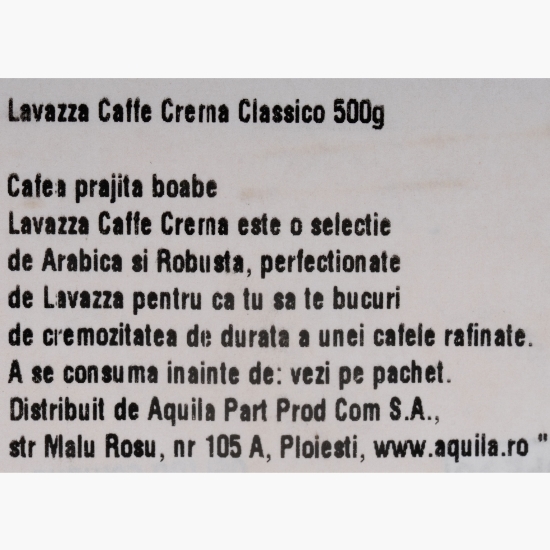 Lavazza Caffe Crema Classico 500g
Cafea prajita boabe
Lavazza Caffe Crema este o selectie
de Arabica si Robusta, perfectionate
de Lavazza pentru ca tu sa te bucuri
de cremozitatea de durata a unei cafele rafinate.
A se consuma inainte de: vezi pe pachet.
Distribuit de Aquila Part Prod Com S.A.,
str Malu Rosu, nr 105 A, Ploiesti, www.aquila.ro "